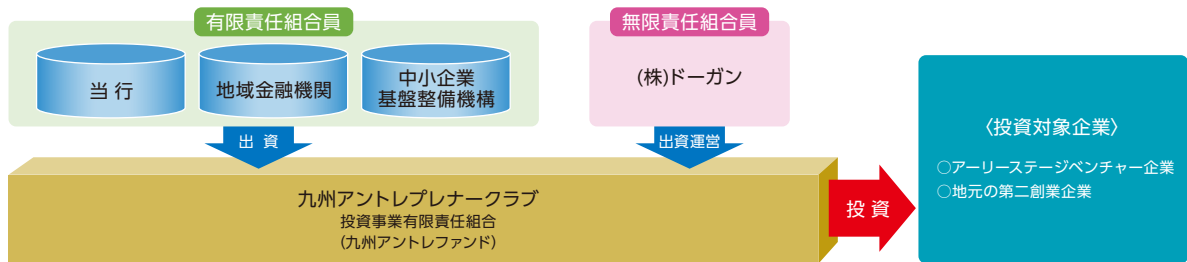 有限責任組合員
当 行
地域金融機関
中小企業
基盤整備機構
無限責任組合員
(株)ドーガン
出 資
出資運営
九州アントレプレナークラブ
投資事業有限責任組合
(九州アントレファンド)
投 資
〈投資対象企業〉
○アーリーステージベンチャー企業
○地元の第二創業企業